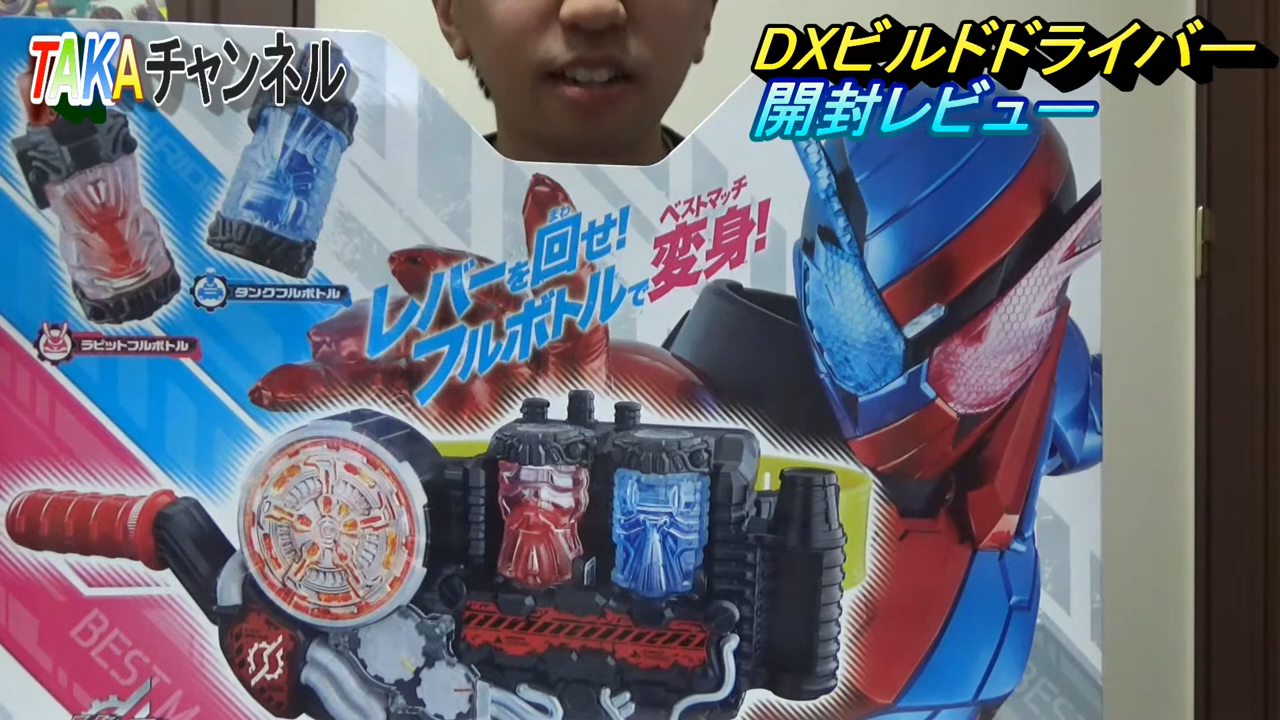 TAKAチャンネル
DXビルドドライバー
開封レビュー
タンクフルボトル
ラビットフルボトル
レバーを回せ!
まわ
フルボトルで変身!
ベストマッチ
BEST M
BES